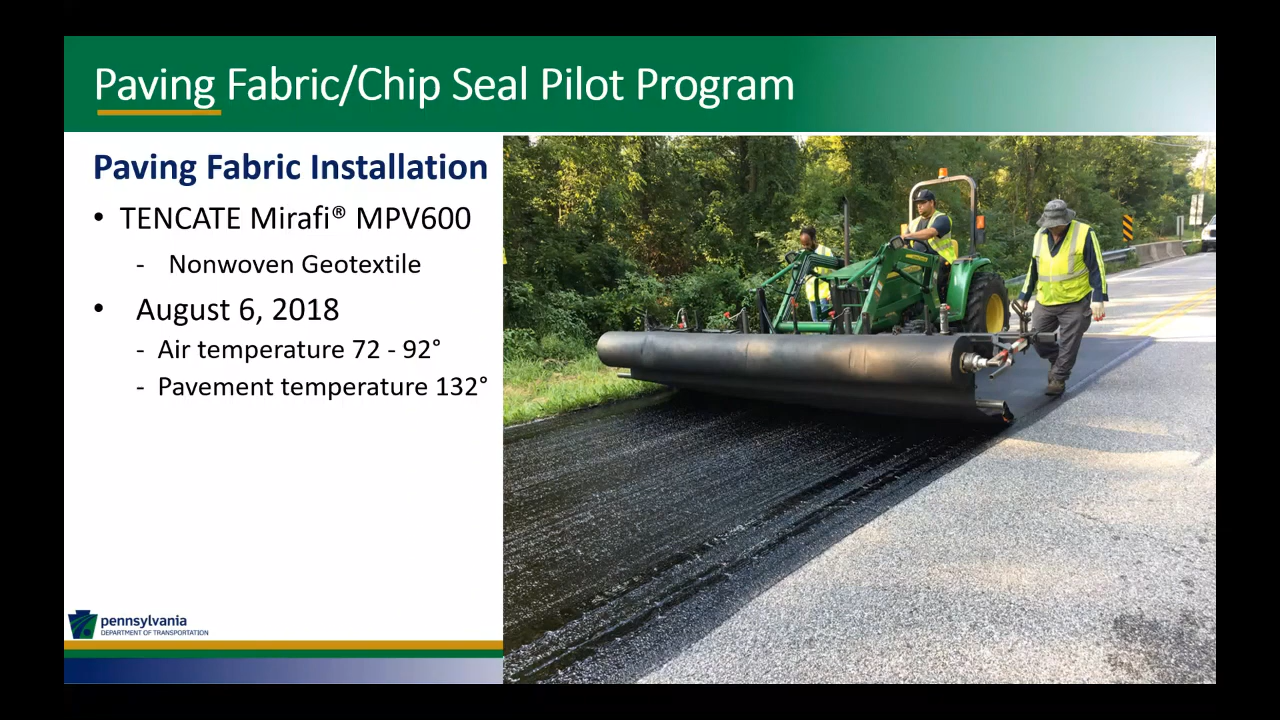 Paving Fabric/Chip Seal Pilot Program
Paving Fabric Installation
• TENCATE Mirafi® MPV600
- Nonwoven Geotextile
• August 6, 2018
- Air temperature 72 - 92°
- Pavement temperature 132°
pennsylvania
DEPARTMENT OF TRANSPORTATION